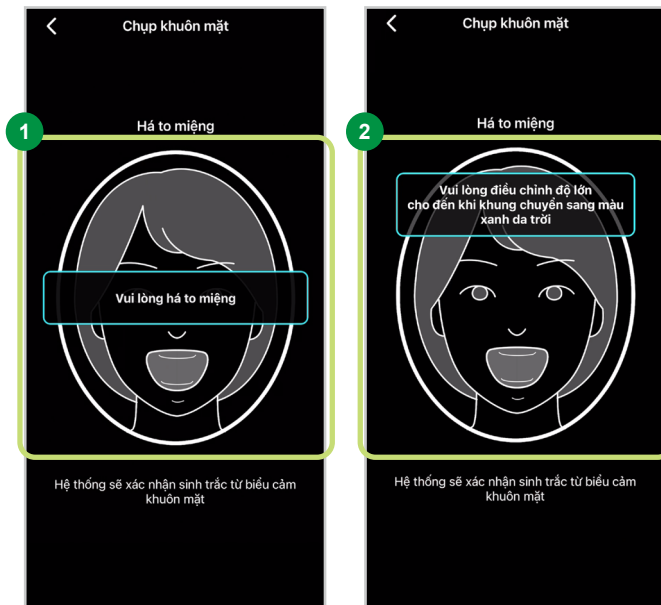 Chụp khuôn mặt
1
Há to miệng
Vui lòng há to miệng
Hệ thống sẽ xác nhận sinh trắc từ biểu cảm
khuôn mặt
Chụp khuôn mặt
2
Há to miệng
Vui lòng điều chỉnh độ lớn
cho đến khi khung chuyển sang màu
xanh da trời
Hệ thống sẽ xác nhận sinh trắc từ biểu cảm
khuôn mặt